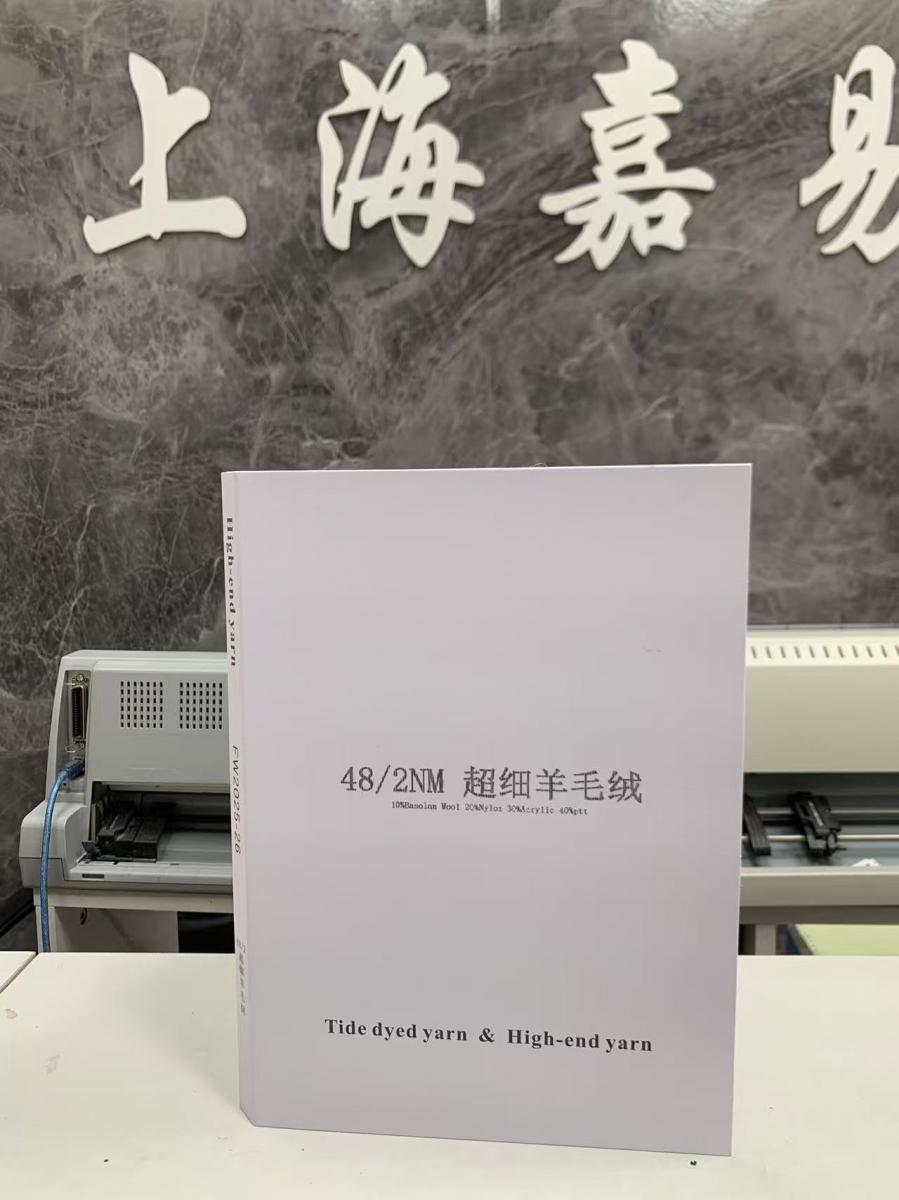 上海嘉易
High-end yarn
FW2025-26
48/2NM 超细羊毛绒
10%Basolan Wool 20%Nylon 30%Acrylic 40%ptt
Tide dyed yarn & High-end yarn